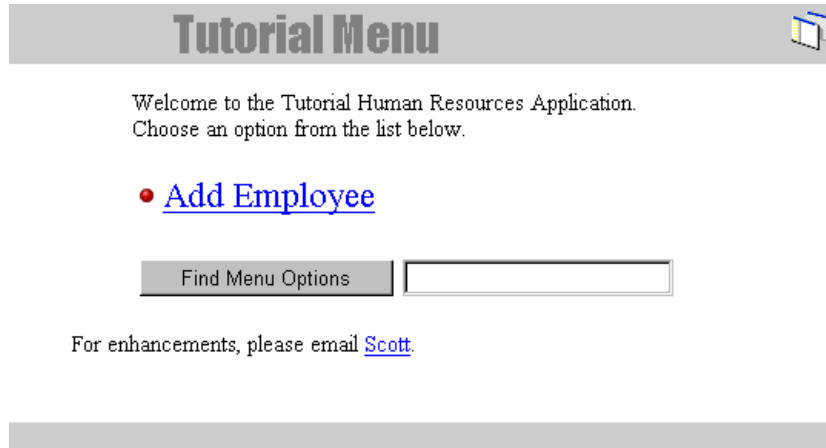 Tutorial Menu
Welcome to the Tutorial Human Resources Application.
Choose an option from the list below.
Add Employee
Find Menu Options
For enhancements, please email Scott.